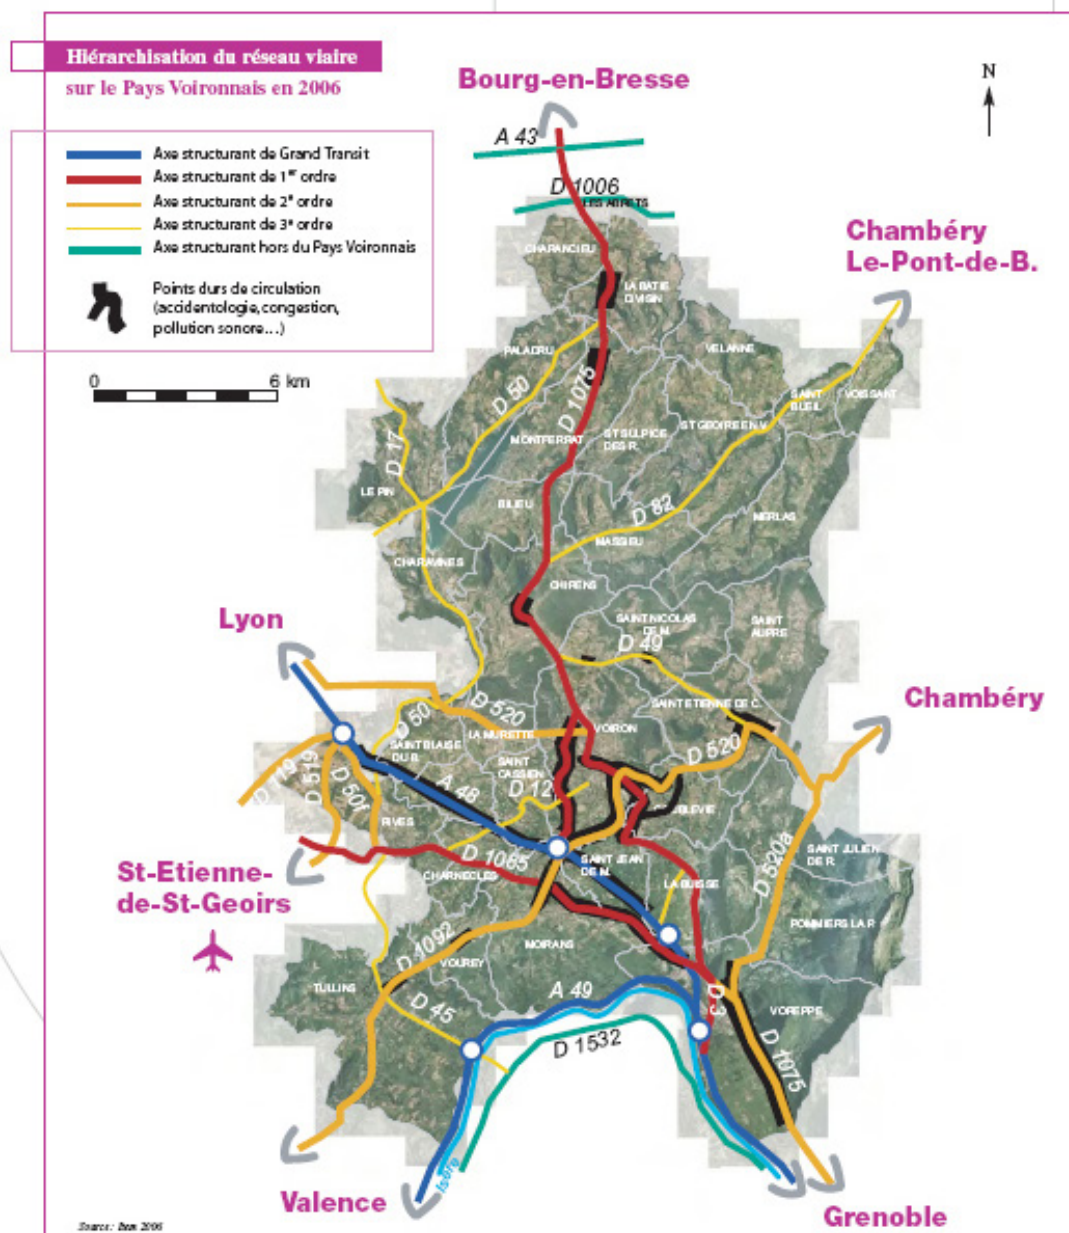 Hiérarchisation du réseau viaire
sur le Pays Voironnais en 2006
Axe structurant de Grand Transit
Axe structurant de 1er ordre
Axe structurant de 2e ordre
Axe structurant de 3e ordre
Axe structurant hors du Pays Voironnais
Points durs de circulation
(accidentologie, congestion,
pollution sonore...)
0 6 km
N
Bourg-en-Bresse
A 43
D 1006
LES ABRETS
Chambéry
Le-Pont-de-B.
CHARANCIEU
LA BATIE
DIVISIN
PALADRU
VELANNE
D 50
D 1075
SAINT
BUEIL
VOISSANT
D 17
MONTFERRAT
ST SULPICE
DES R.
ST GEOIRE EN V.
LE PIN
BILIEU
D 82
MERLAS
MASSIEU
CHARAVINES
CHIRENS
Lyon
SAINT NICOLAS
DE M.
SAINT
AUPRE
D 49
Chambéry
SAINT ETIENNE DE C.
D 50
D 520
LA MURETTE
VOIRON
SAINT BLAISE
DU B.
SAINT
CASSIEN
D 520
D 119
D 519
D 50f
A 48
D 12
RIVES
D 1085
SAINT JEAN
DE M.
D 520a
SAINT JULIEN
DE R.
St-Etienne-
de-St-Geoirs
CHARNECLES
LA BUISSE
POMMIERS LA P.
D 1092
MOIRANS
VOUREY
TULLINS
A 49
D 3
VOREPPE
D 45
D 1532
D 1075
Isère
Valence
Grenoble
Source : Item 2006